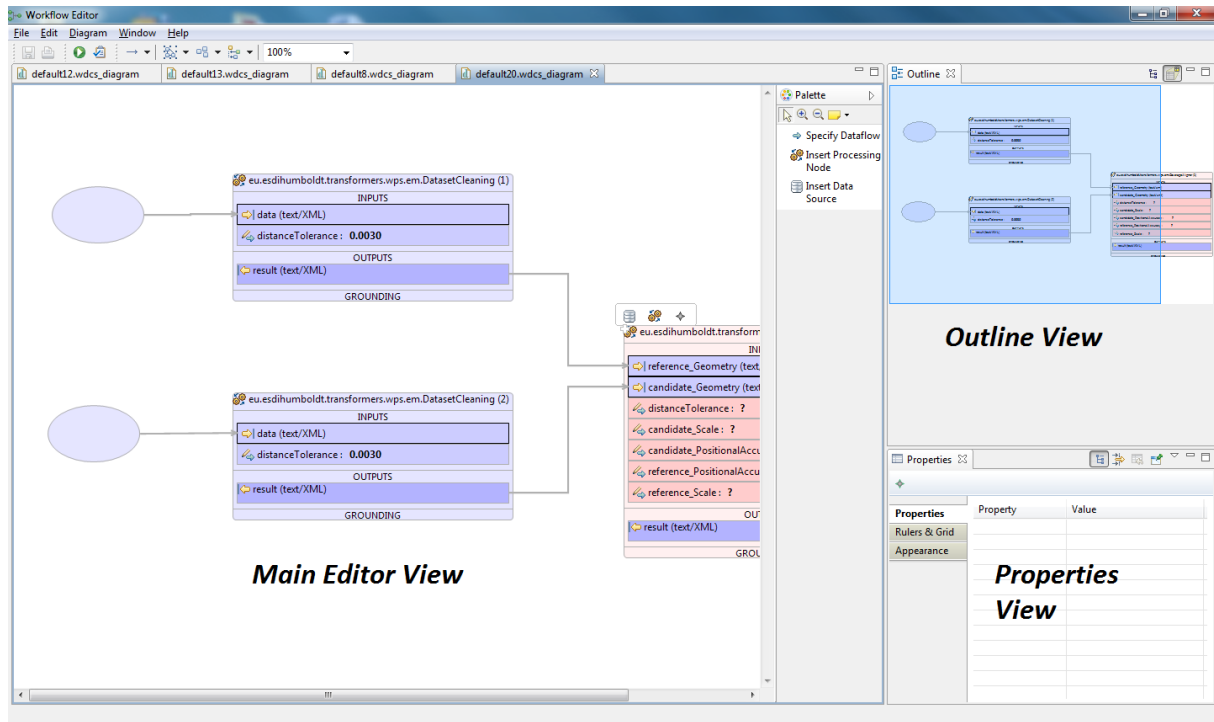 Workflow Editor
File Edit Diagram Window Help
100%
default12.wdcs_diagram
default13.wdcs_diagram
default8.wdcs_diagram
default20.wdcs_diagram
eu.esdihumboldt.transformers.wps.em.DatasetCleaning (1)
INPUTS
data (text/XML)
distanceTolerance : 0.0030
OUTPUTS
result (text/XML)
GROUNDING
eu.esdihumboldt.transformers.wps.em.DatasetCleaning (2)
INPUTS
data (text/XML)
distanceTolerance : 0.0030
OUTPUTS
result (text/XML)
GROUNDING
eu.esdihumboldt.transform
INI
reference_Geometry (text
candidate_Geometry (text
distanceTolerance : ?
candidate_Scale : ?
candidate_PositionalAccu
reference_PositionalAccu
reference_Scale : ?
OUT
result (text/XML)
GROU
Main Editor View
Palette
Specify Dataflow
Insert Processing
Node
Insert Data
Source
Outline
Outline View
Properties
Properties
Rulers & Grid
Appearance
Property Value
Properties
View